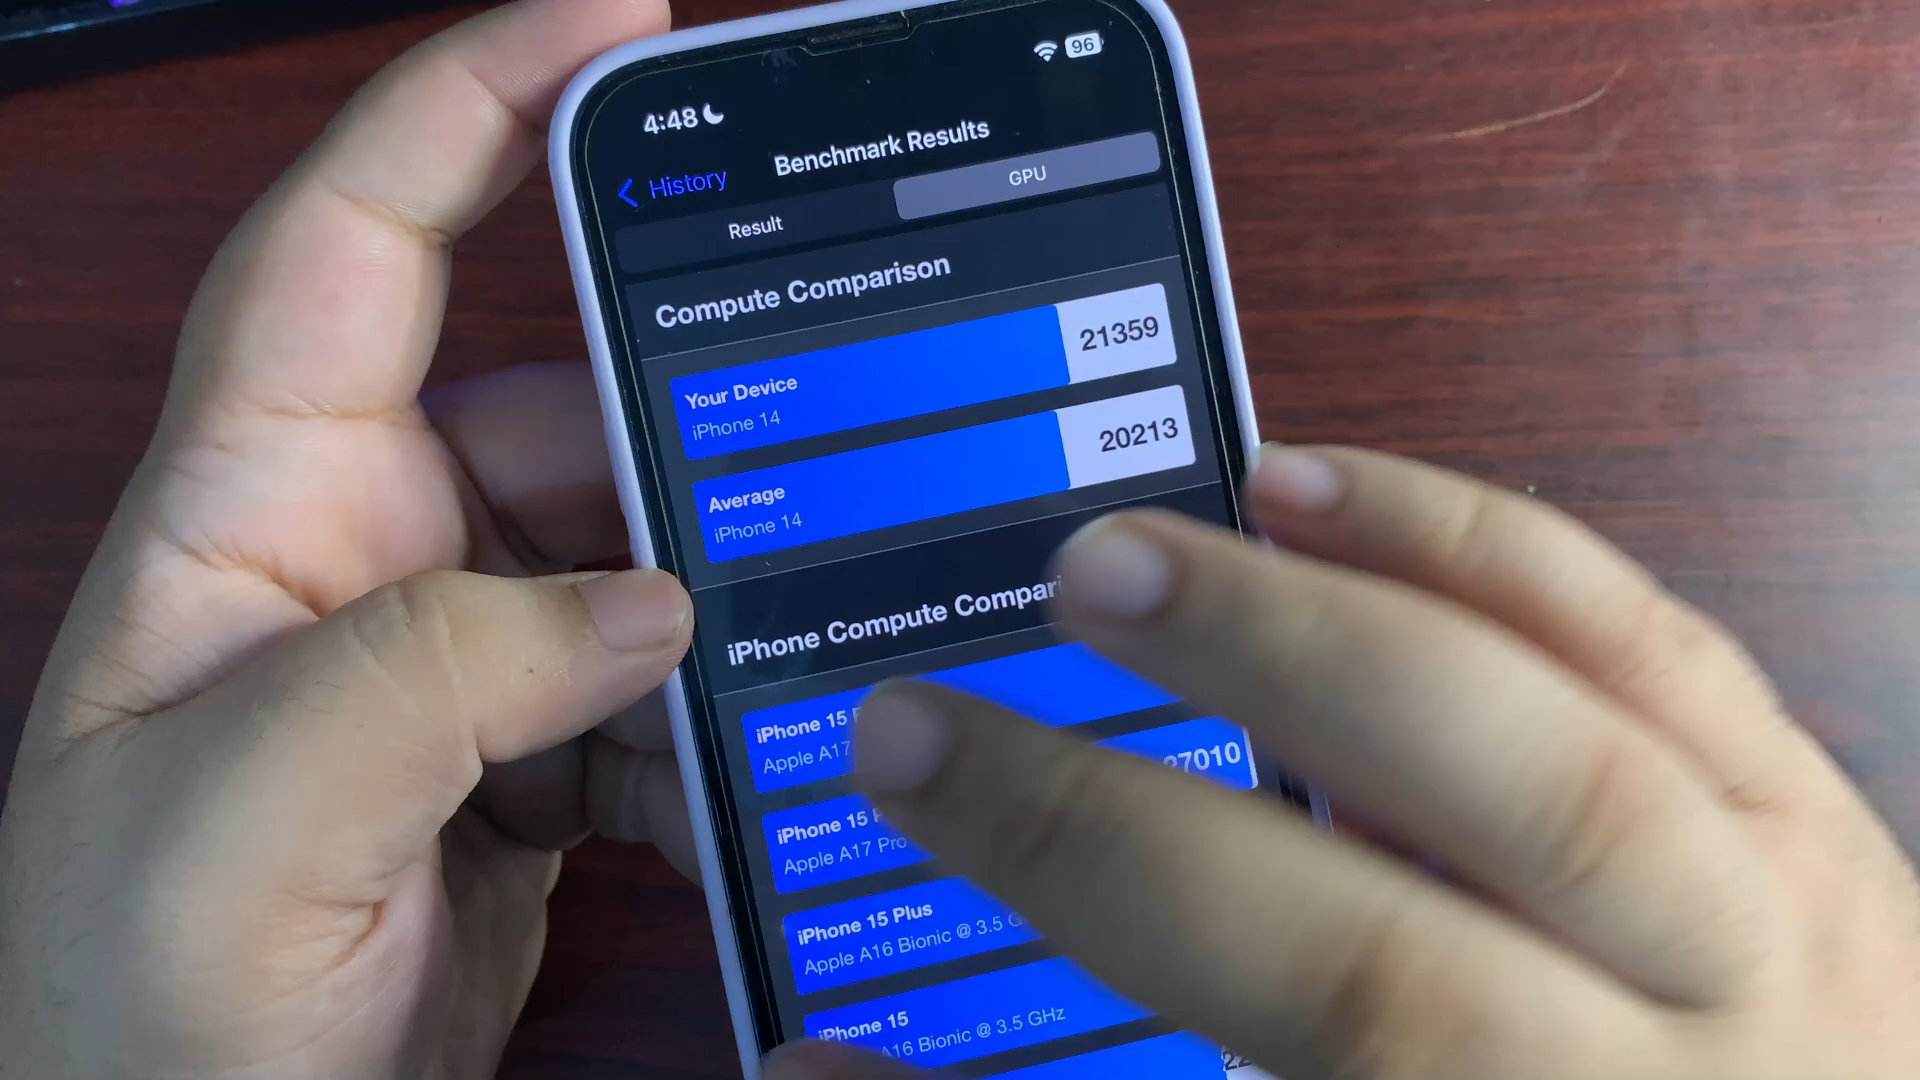 96
4:48
Benchmark Results
History
Result
GPU
Compute Comparison
Your Device
iPhone 14
21359
Average
iPhone 14
20213
iPhone Compute
iPhone 15
Apple A17
27010
iPhone 15
Apple A17 Pro
iPhone 15 Plus
Apple A16 Bionic @ 3.5
iPhone 15
A16 Bionic @ 3.5 GHz